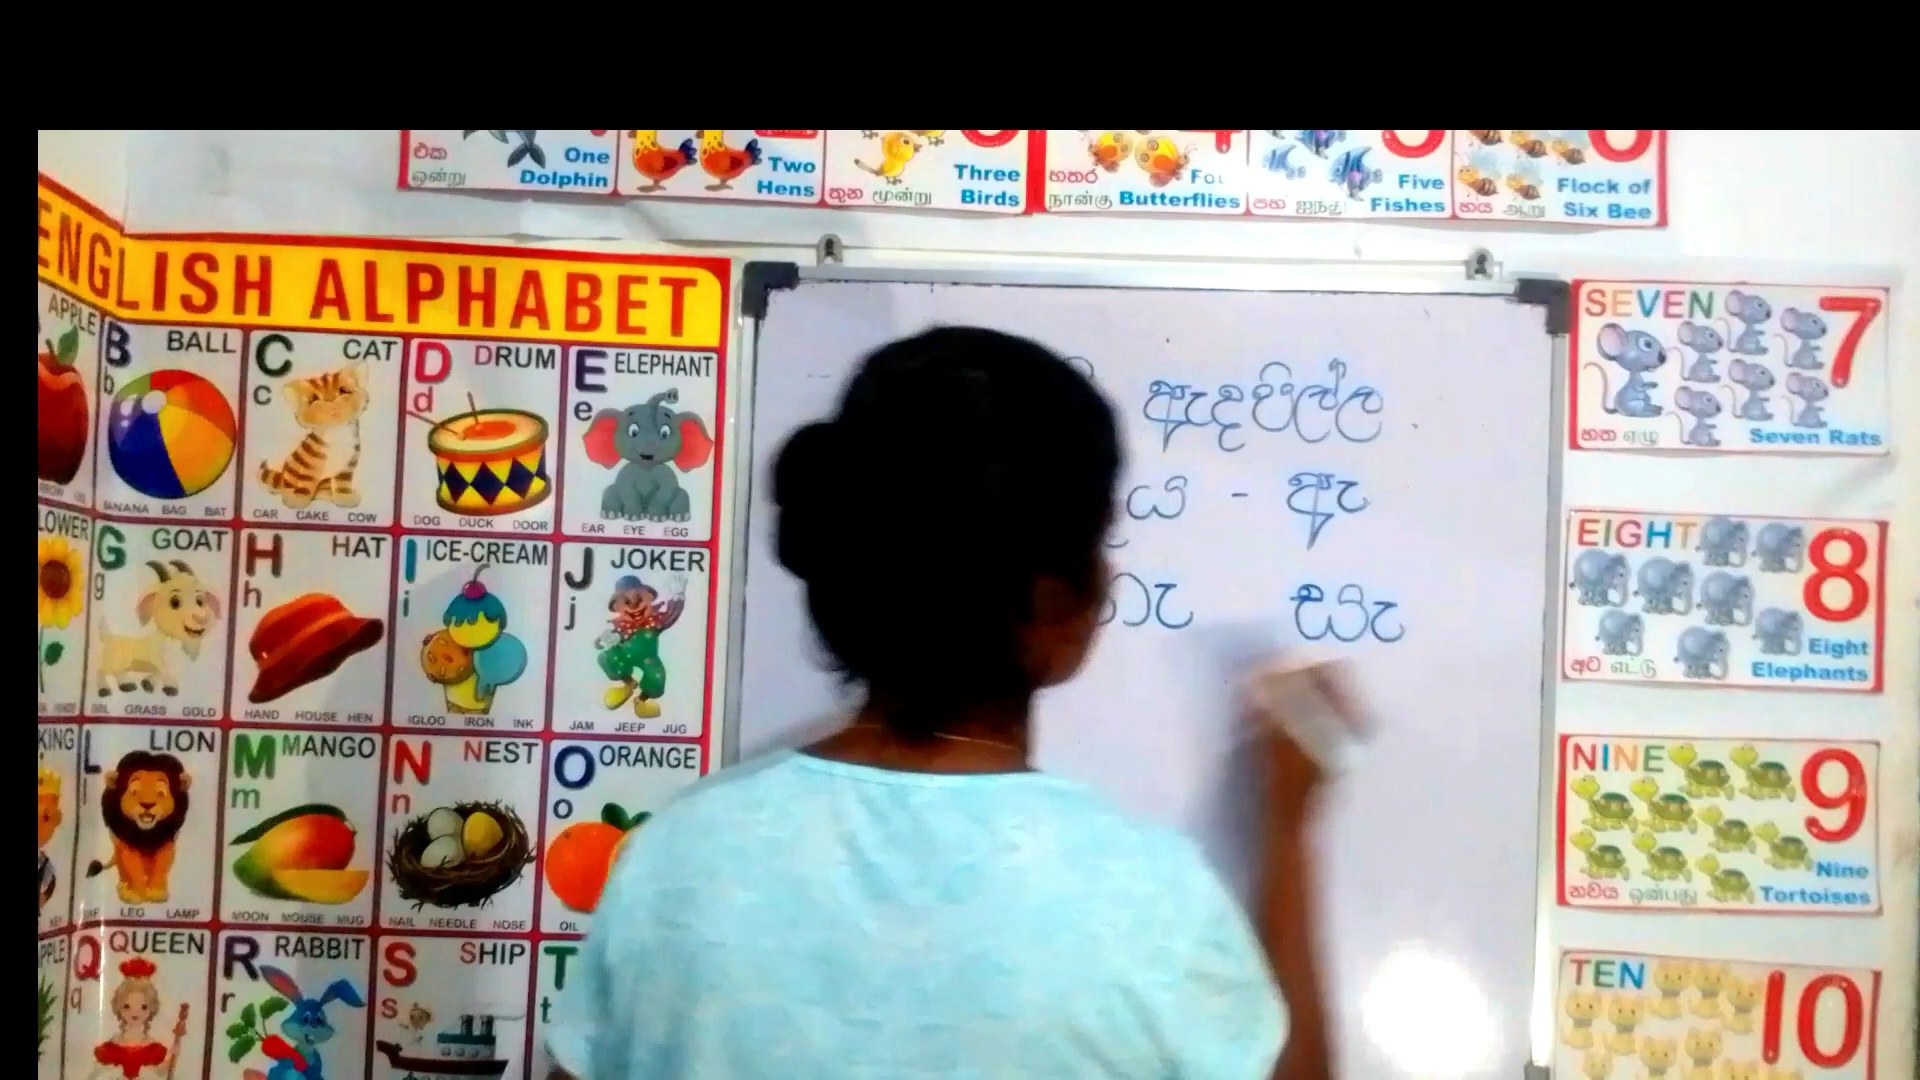 එක
ஒன்று
One
Dolphin
Two
Hens
තුන மூன்று
Three
Birds
හතර
நான்கு
Butterflies
පහ ஐந்து
Five
Fishes
හය ஆறு
Flock of
Six Bee
ENGLISH ALPHABET
APPLE
B b BALL
BANANA BAG BAT
C c CAT
CAR CAKE COW
D d DRUM
DOG DUCK DOOR
E e ELEPHANT
EAR EYE EGG
G g GOAT
GRASS GOLD
H h HAT
HAND HOUSE HEN
I i ICE-CREAM
IGLOO IRON INK
J j JOKER
JAM JEEP JUG
L LION
LEG LAMP
M m MANGO
MOON MOUSE MUG
N n NEST
NAIL NEEDLE NOSE
O o ORANGE
OIL
Q q QUEEN
R r RABBIT
S s SHIP
T t
ඇදපිල්ල
- ඇ
SEVEN 7
හත ஏழு Seven Rats
EIGHT 8
අට எட்டு
Eight
Elephants
NINE 9
නවය ஒன்பது
Nine
Tortoises
TEN 10